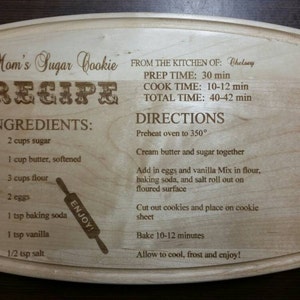 Mom's Sugar Cookie
RECIPE
FROM THE KITCHEN OF: Chelsey
PREP TIME: 30 min
COOK TIME: 10-12 min
TOTAL TIME: 40-42 min
NGREDIENTS:
2 cups sugar
1 cup butter, softened
3 cups flour
2 eggs
1 tsp baking soda
1 tsp vanilla
1/2 tsp salt
ENJOY!
DIRECTIONS
Preheat oven to 350°
Cream butter and sugar together
Add in eggs and vanilla Mix in flour,
baking soda, and salt roll out on
floured surface
Cut out cookies and place on cookie
sheet
Bake 10-12 minutes
Allow to cool, frost and enjoy!